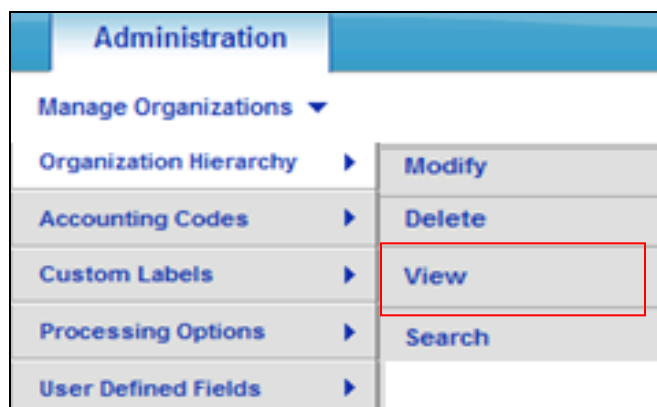 Administration
Manage Organizations
Organization Hierarchy
Modify
Accounting Codes
Delete
Custom Labels
View
Processing Options
Search
User Defined Fields